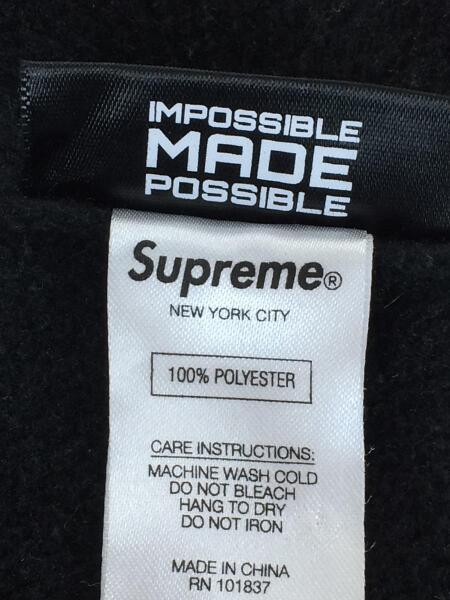 IMPOSSIBLE
MADE
POSSIBLE
Supreme®
NEW YORK CITY
100% POLYESTER
CARE INSTRUCTIONS:
MACHINE WASH COLD
DO NOT BLEACH
HANG TO DRY
DO NOT IRON
MADE IN CHINA
RN 101837